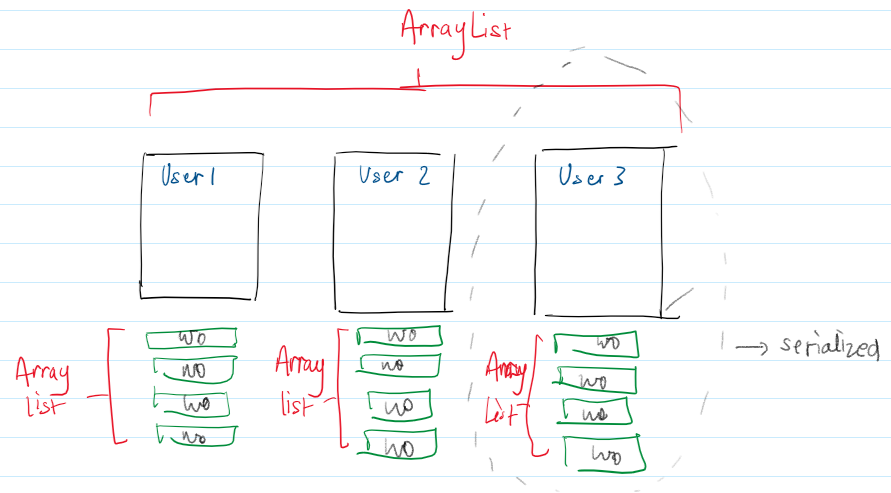 ArrayList
User 1
User 2
User 3
WO
WO
WO
WO
Array
list
WO
WO
WO
WO
Array
list
WO
WO
WO
WO
Array
List
→ serialized